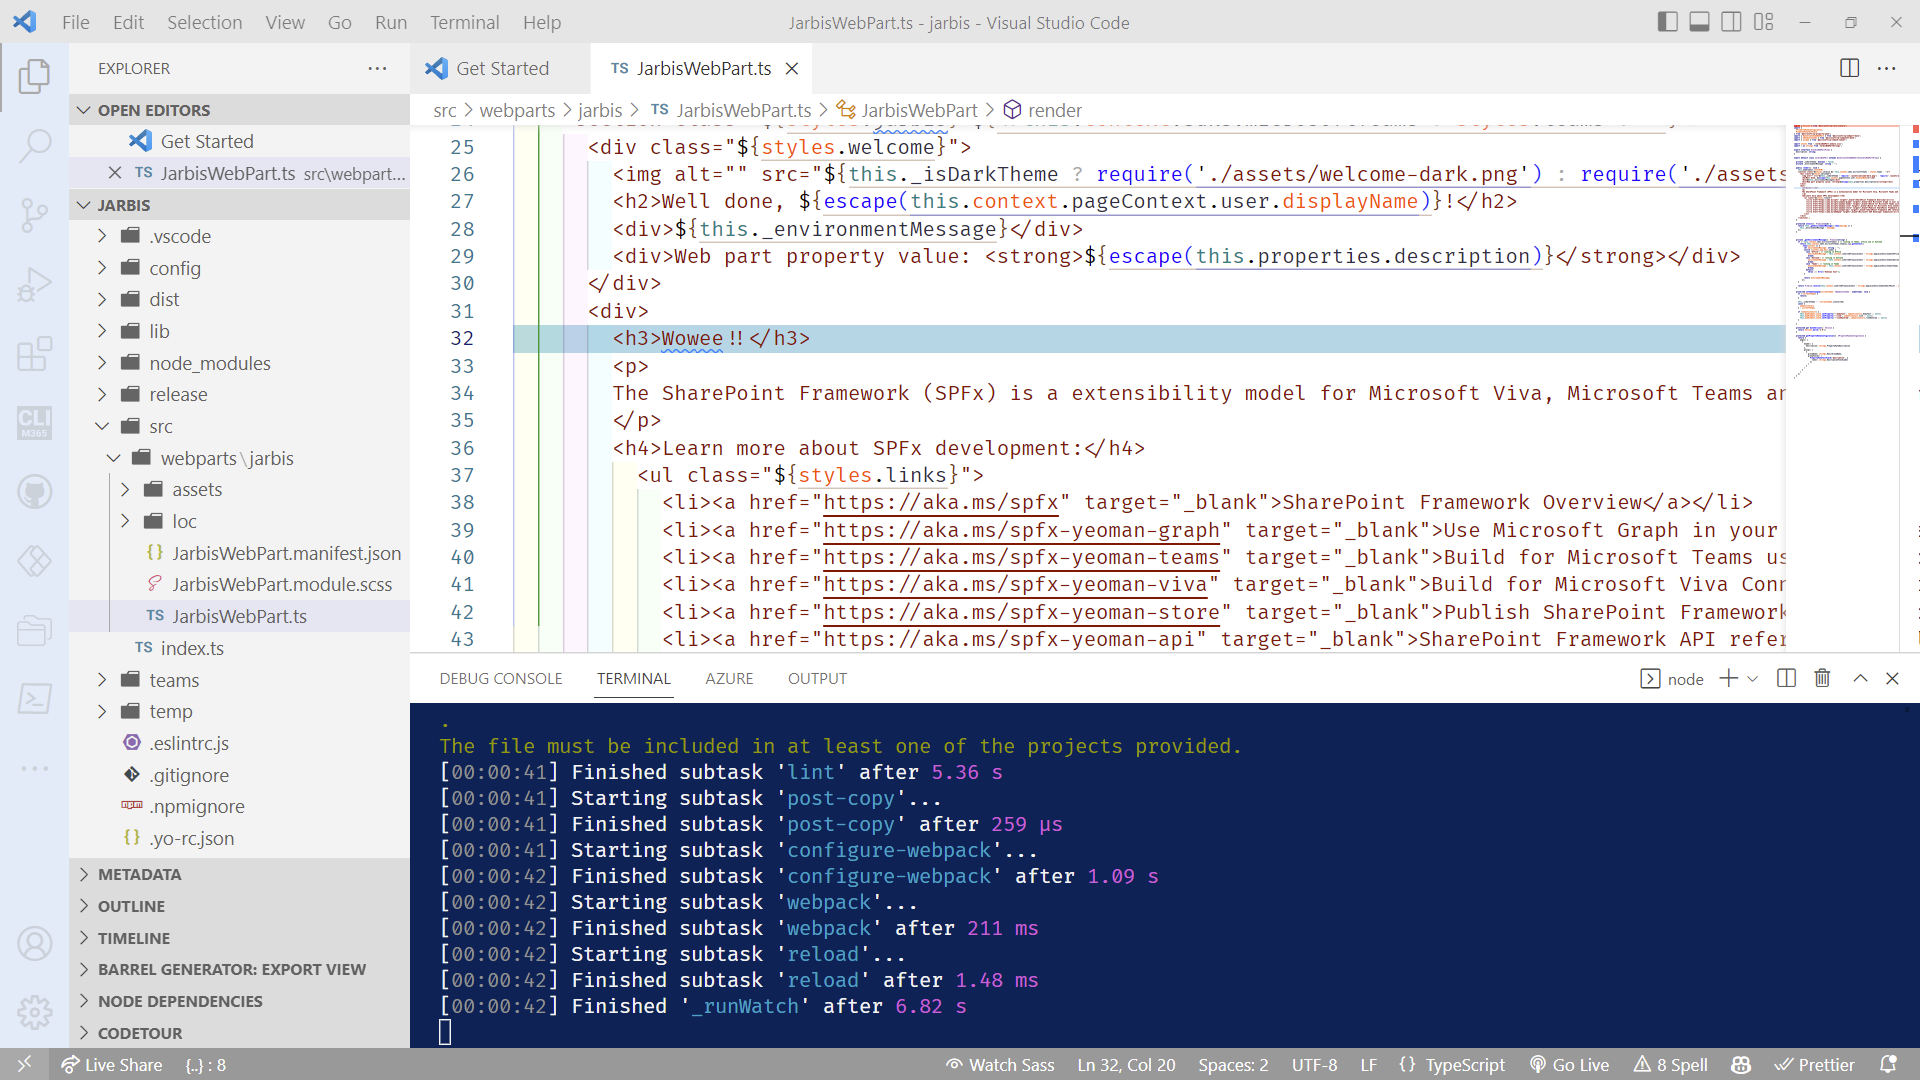 File Edit Selection View Go Run Terminal Help
JarbisWebPart.ts - jarbis - Visual Studio Code
EXPLORER
OPEN EDITORS
Get Started
TS JarbisWebPart.ts src\webpart...
JARBIS
.vscode
config
dist
lib
node_modules
release
src
webparts\jarbis
assets
loc
{} JarbisWebPart.manifest.json
JarbisWebPart.module.scss
TS JarbisWebPart.ts
TS index.ts
teams
temp
.eslintrc.js
.gitignore
.npmignore
{} .yo-rc.json
METADATA
OUTLINE
TIMELINE
BARREL GENERATOR: EXPORT VIEW
NODE DEPENDENCIES
CODETOUR
CLI
M365
Get Started
TS JarbisWebPart.ts
src > webparts > jarbis > TS JarbisWebPart.ts > JarbisWebPart > render
25 <div class="${styles.welcome}">
26 <img alt="" src="${this._isDarkTheme ? require('./assets/welcome-dark.png') : require('./assets
27 <h2>Well done, ${escape(this.context.pageContext.user.displayName)}!</h2>
28 <div>${this._environmentMessage}</div>
29 <div>Web part property value: <strong>${escape(this.properties.description)}</strong></div>
30 </div>
31 <div>
32 <h3>Wowee!!</h3>
33 <p>
34 The SharePoint Framework (SPFx) is a extensibility model for Microsoft Viva, Microsoft Teams an
35 </p>
36 <h4>Learn more about SPFx development:</h4>
37 <ul class="${styles.links}">
38 <li><a href="https://aka.ms/spfx" target="_blank">SharePoint Framework Overview</a></li>
39 <li><a href="https://aka.ms/spfx-yeoman-graph" target="_blank">Use Microsoft Graph in your
40 <li><a href="https://aka.ms/spfx-yeoman-teams" target="_blank">Build for Microsoft Teams us
41 <li><a href="https://aka.ms/spfx-yeoman-viva" target="_blank">Build for Microsoft Viva Conn
42 <li><a href="https://aka.ms/spfx-yeoman-store" target="_blank">Publish SharePoint Framework
43 <li><a href="https://aka.ms/spfx-yeoman-api" target="_blank">SharePoint Framework API refer
DEBUG CONSOLE TERMINAL AZURE OUTPUT
node
.
The file must be included in at least one of the projects provided.
[00:00:41] Finished subtask 'lint' after 5.36 s
[00:00:41] Starting subtask 'post-copy'...
[00:00:41] Finished subtask 'post-copy' after 259 μs
[00:00:41] Starting subtask 'configure-webpack'...
[00:00:42] Finished subtask 'configure-webpack' after 1.09 s
[00:00:42] Starting subtask 'webpack'...
[00:00:42] Finished subtask 'webpack' after 211 ms
[00:00:42] Starting subtask 'reload'...
[00:00:42] Finished subtask 'reload' after 1.48 ms
[00:00:42] Finished '_runWatch' after 6.82 s
Live Share {..} : 8 Watch Sass Ln 32, Col 20 Spaces: 2 UTF-8 LF {} TypeScript Go Live 8 Spell Prettier